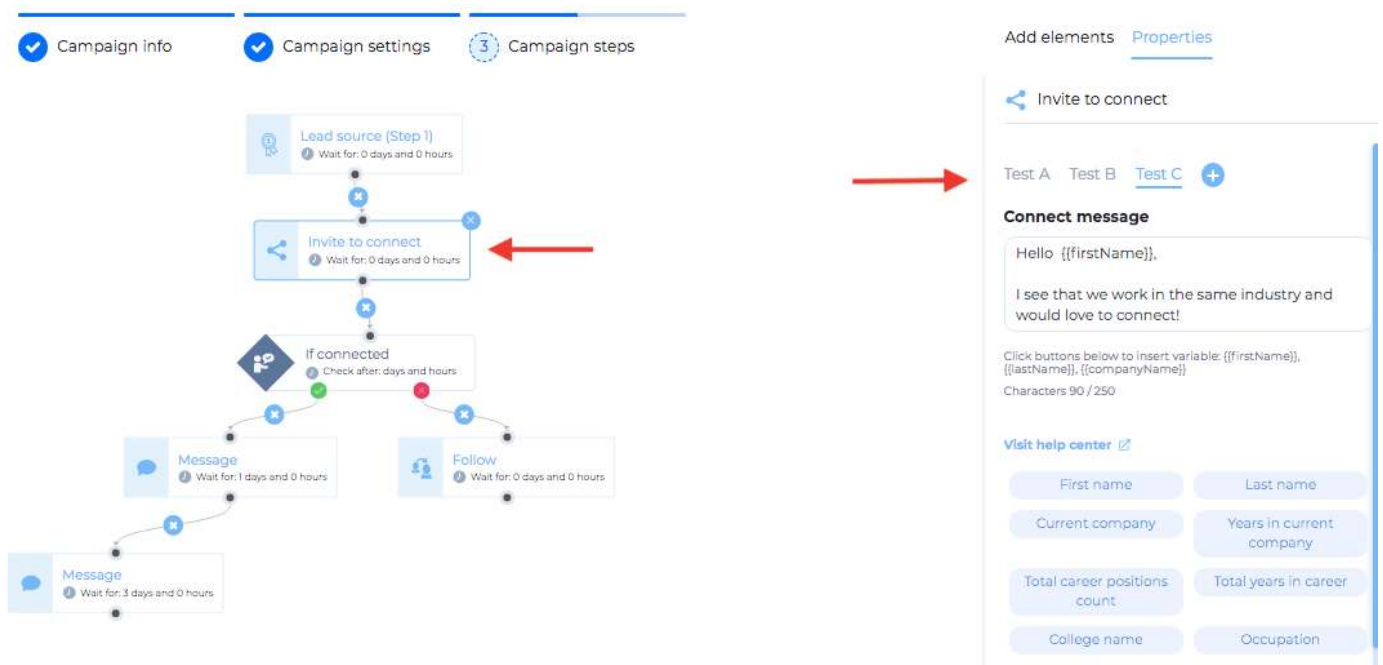 Campaign info
Campaign settings
3 Campaign steps
Lead source (Step 1)
Wait for: 0 days and 0 hours
Invite to connect
Wait for: 0 days and 0 hours
If connected
Check after: days and hours
Message
Wait for: 1 days and 0 hours
Follow
Wait for: 0 days and 0 hours
Message
Wait for: 3 days and 0 hours
Add elements Properties
Invite to connect
Test A Test B Test C
Connect message
Hello {{firstName}},
I see that we work in the same industry and
would love to connect!
Click buttons below to insert variable: {{firstName}},
{{lastName}}, {{companyName}}
Characters 90 / 250
Visit help center
First name
Last name
Current company
Years in current
company
Total career positions
count
Total years in career
College name
Occupation